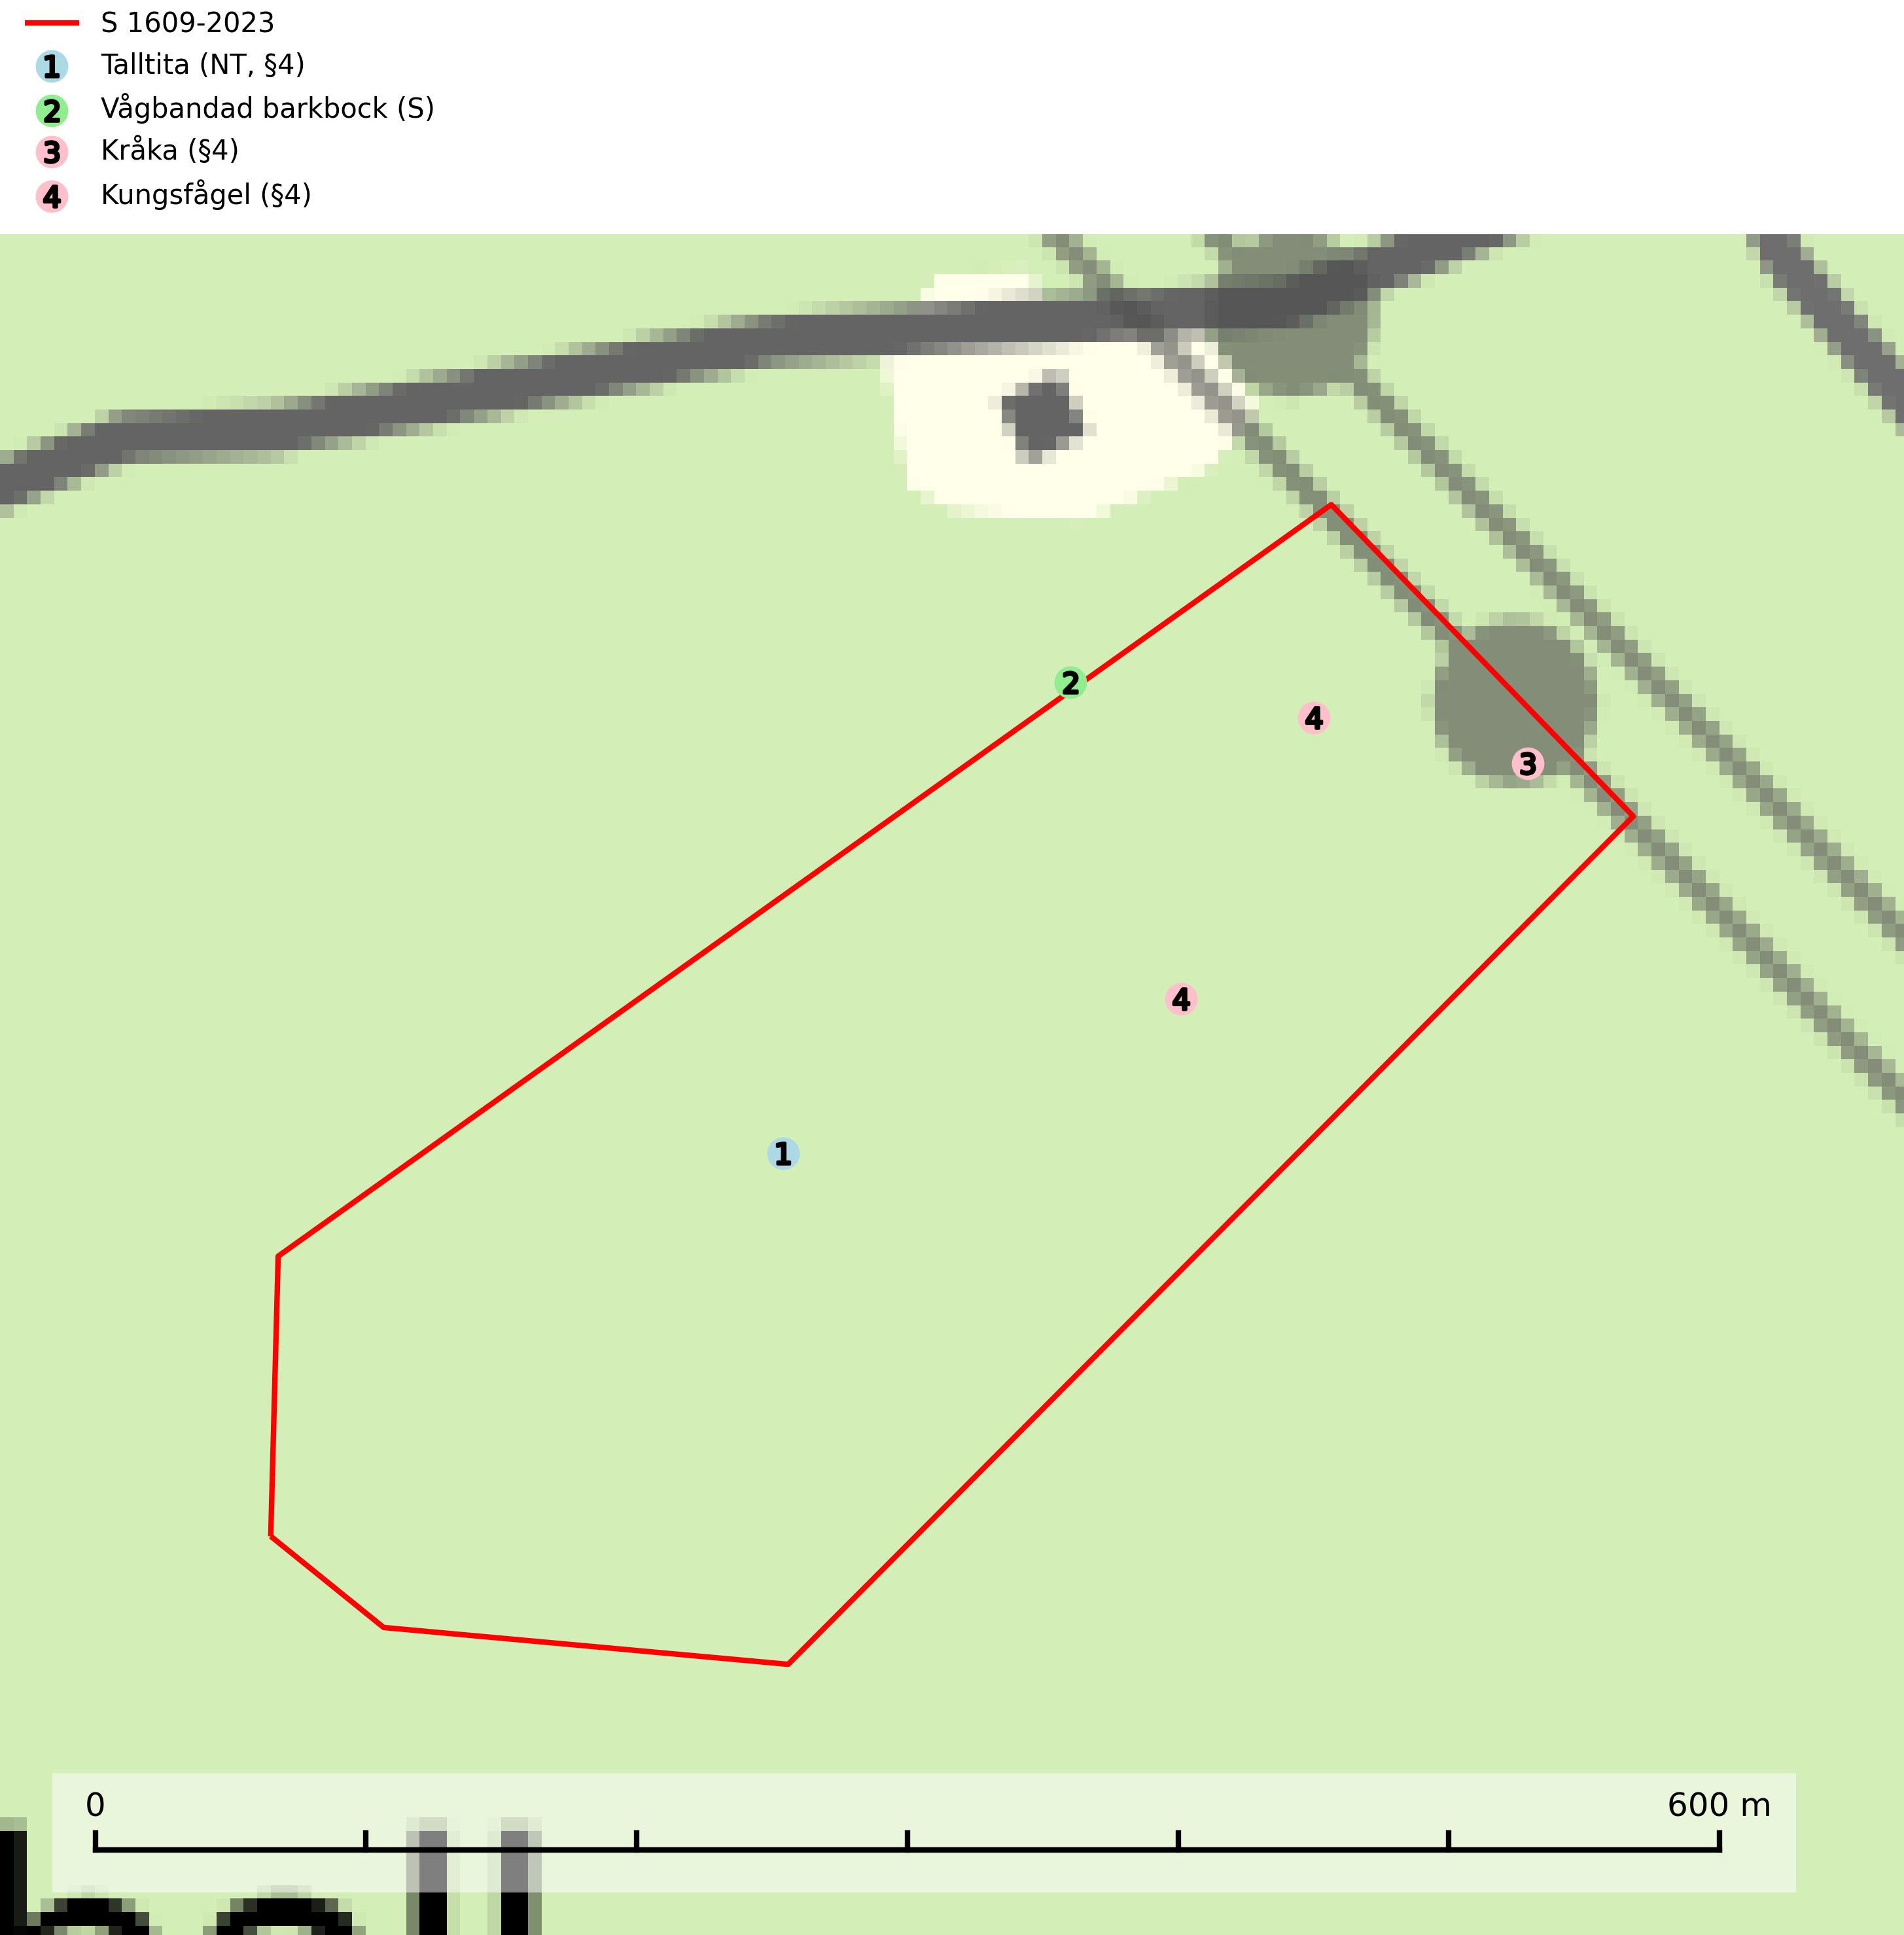 S 1609-2023
1 Talltita (NT, §4)
2 Vågbandad barkbock (S)
3 Kråka (§4)
4 Kungsfågel (§4)
2
4
3
4
1
0 600 m